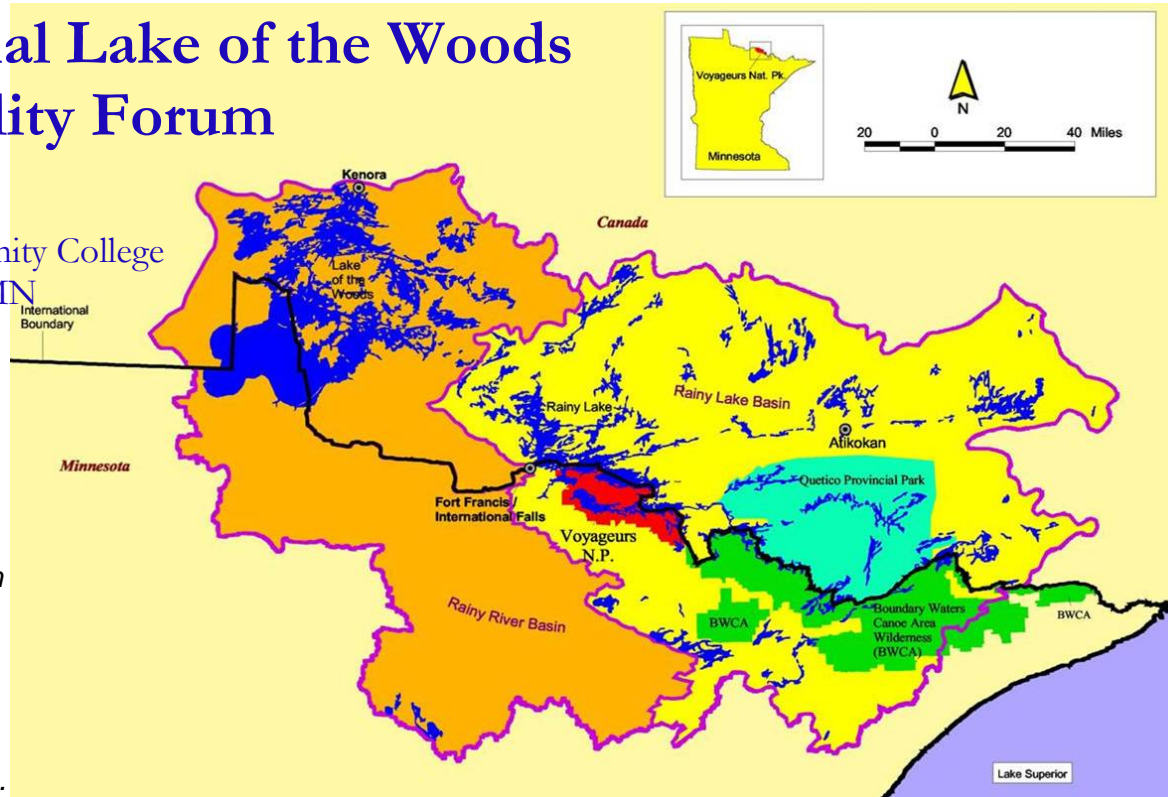 al Lake of the Woods
lity Forum
nity College
MN
Voyageurs Nat. Pk.
Minnesota
N
20 0 20 40 Miles
Kenora
Canada
Lake
of the
Woods
International
Boundary
Rainy Lake
Rainy Lake Basin
Atikokan
Minnesota
Quetico Provincial Park
Fort Francis /
International Falls
Voyageurs
N.P.
Rainy River Basin
BWCA
Boundary Waters
Canoe Area
Wilderness
(BWCA)
BWCA
Lake Superior